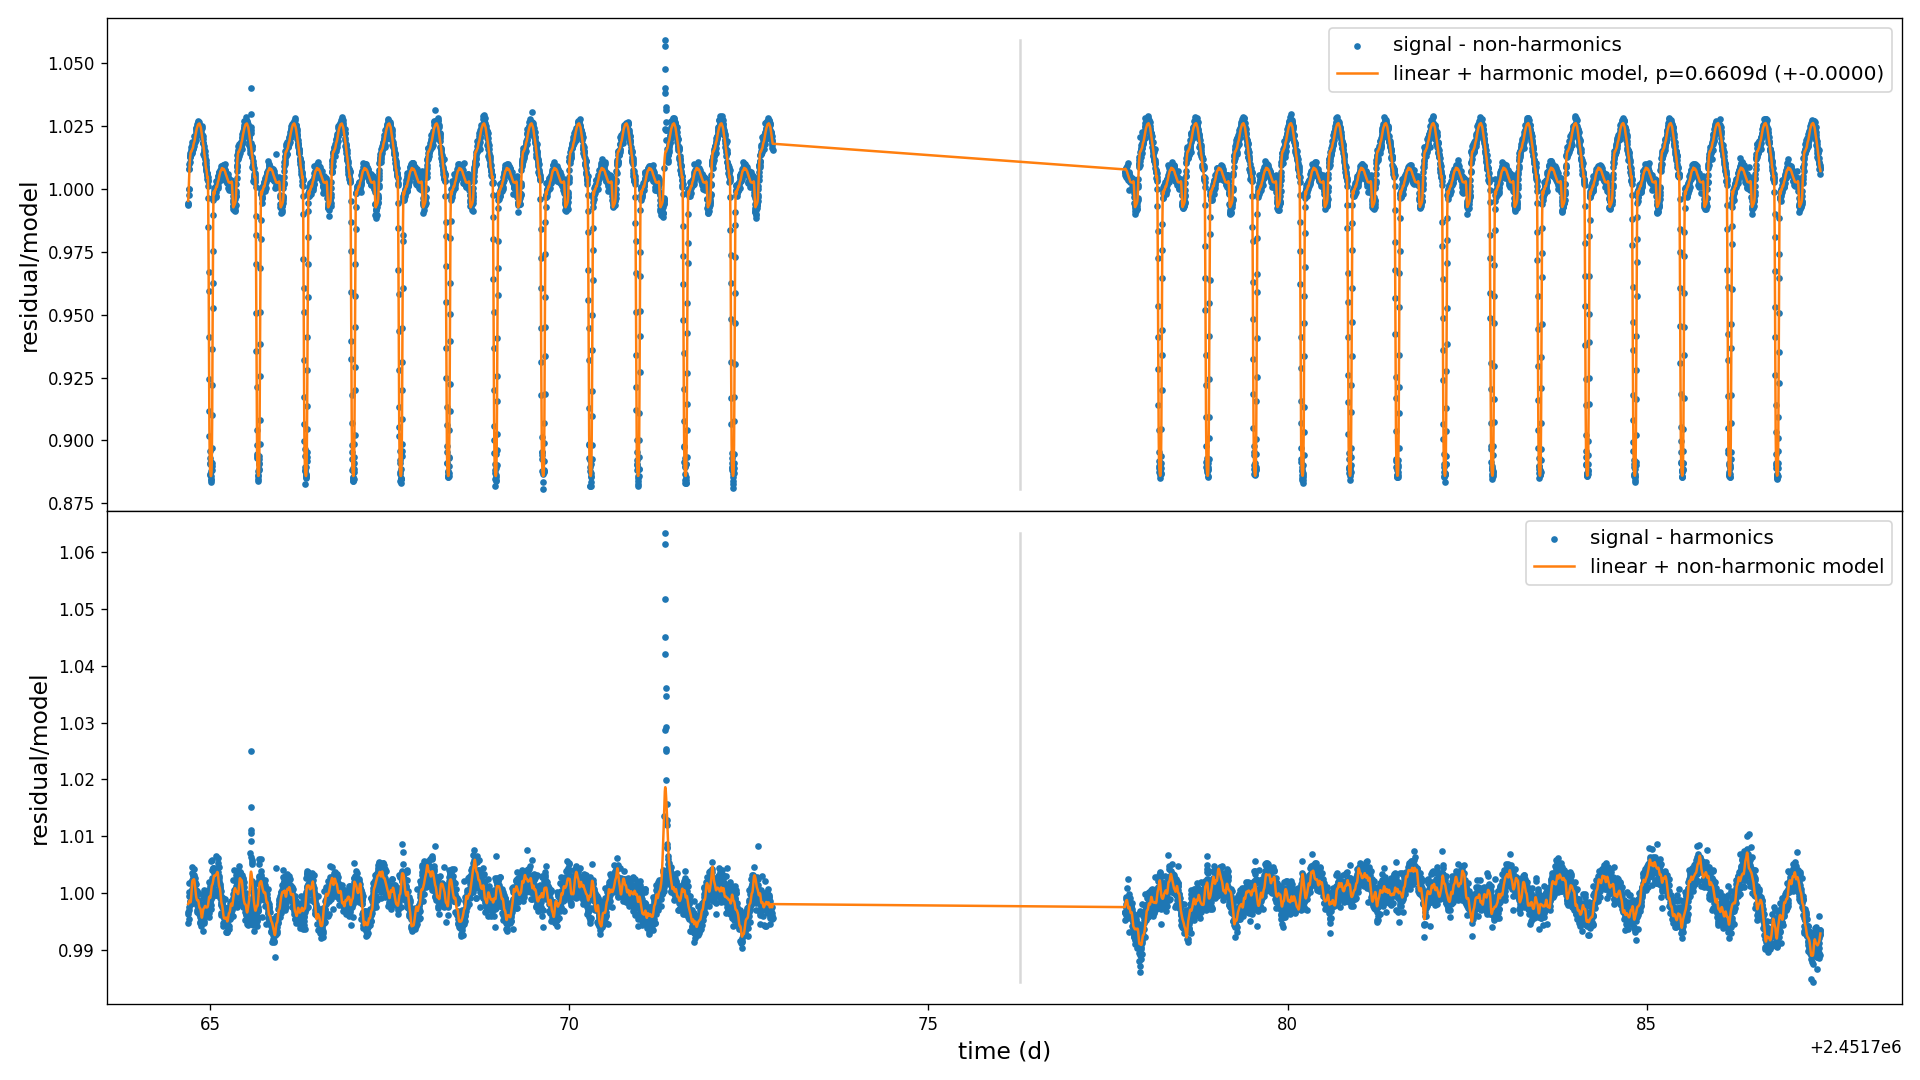 residual/model
1.050
1.025
1.000
0.975
0.950
0.925
0.900
0.875
signal - non-harmonics
linear + harmonic model, p=0.6609d (+-0.0000)
residual/model
1.06
1.05
1.04
1.03
1.02
1.01
1.00
0.99
signal - harmonics
linear + non-harmonic model
65
70
75
80
85
time (d)
+2.4517e6